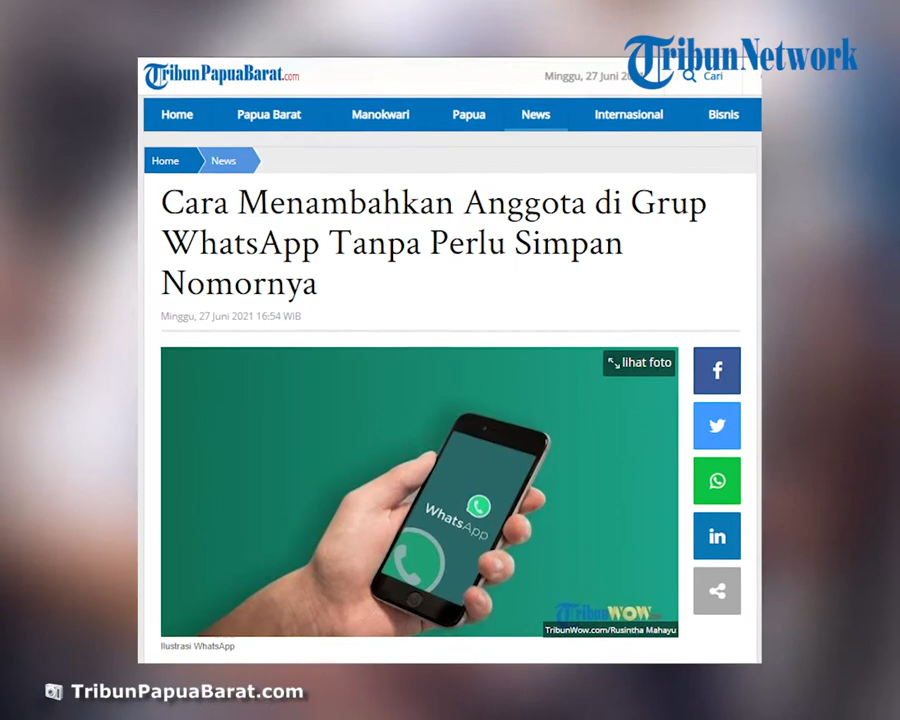 TribunNetwork
TribunPapuaBarat.com
Minggu, 27 Juni
Cari
Home Papua Barat Manokwari Papua News Internasional Bisnis
Home News
Cara Menambahkan Anggota di Grup
WhatsApp Tanpa Perlu Simpan
Nomornya
Minggu, 27 Juni 2021 16:54 WIB
lihat foto
WhatsApp
TribunWOW.com
TribunWow.com/Rusintha Mahayu
Ilustrasi WhatsApp
TribunPapuaBarat.com